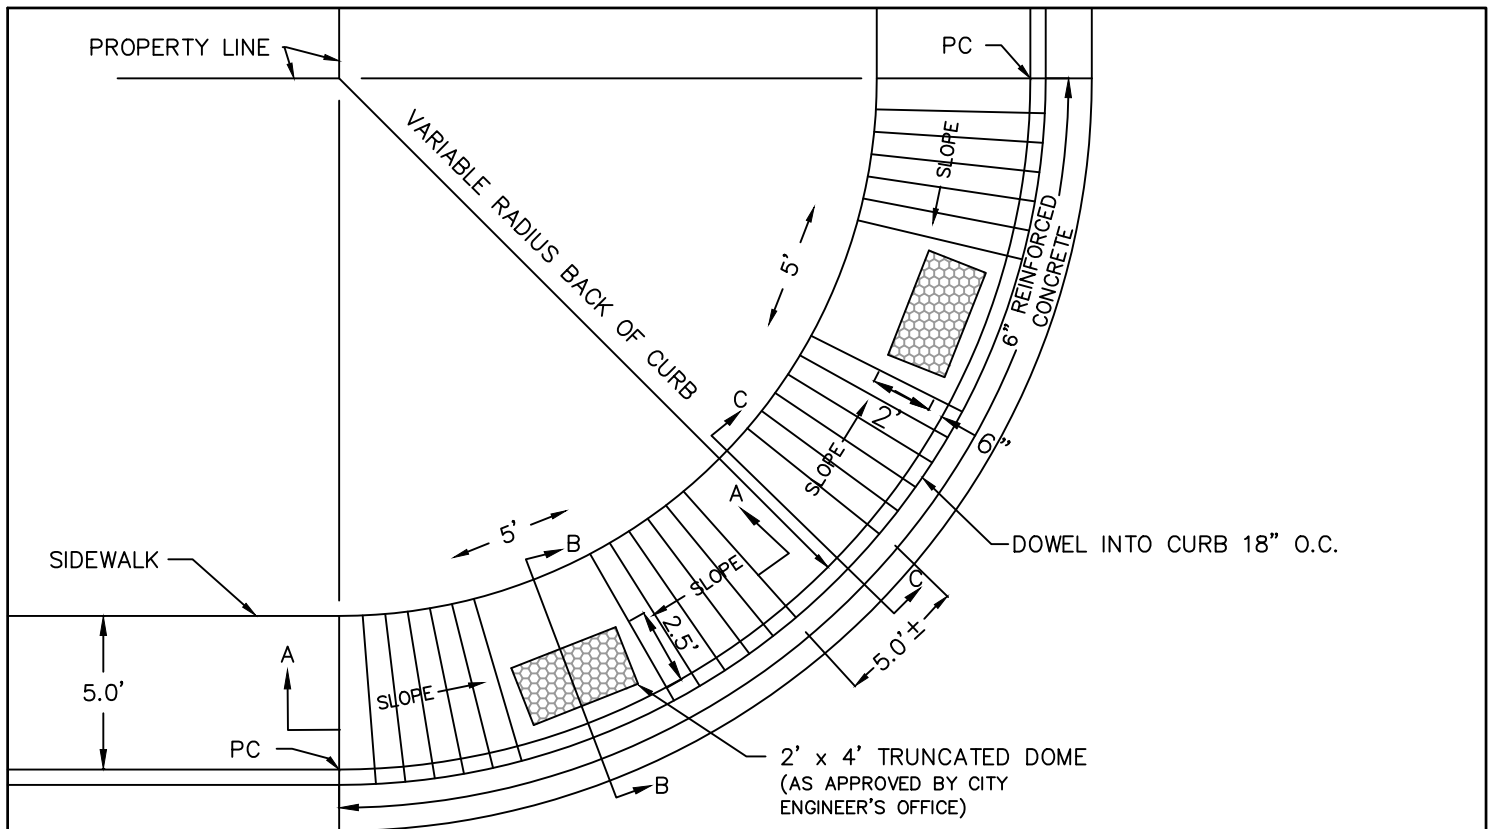 PROPERTY LINE
PC
VARIABLE RADIUS BACK OF CURB
SLOPE
6" REINFORCED
CONCRETE
5'
2'
6"
C
SLOPE
A
5'
B
SLOPE
DOWEL INTO CURB 18" O.C.
SIDEWALK
C
2.5'
5.0'±
A
5.0'
SLOPE
PC
B
2' x 4' TRUNCATED DOME
(AS APPROVED BY CITY
ENGINEER'S OFFICE)